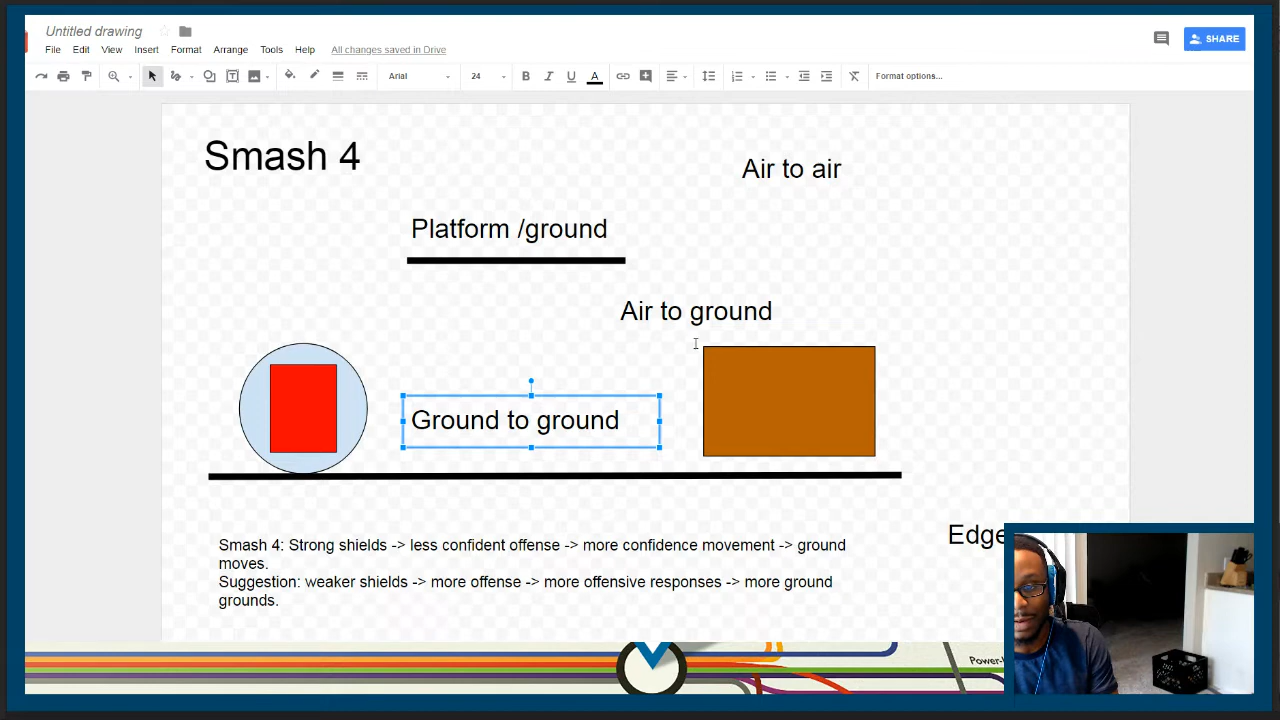 Untitled drawing
File Edit View Insert Format Arrange Tools Help All changes saved in Drive
SHARE
Arial 24 B I U A Format options...
Smash 4
Air to air
Platform /ground
Air to ground
Ground to ground
Smash 4: Strong shields -> less confident offense -> more confidence movement -> ground
moves.
Suggestion: weaker shields -> more offense -> more offensive responses -> more ground
grounds.
Edge
Power-